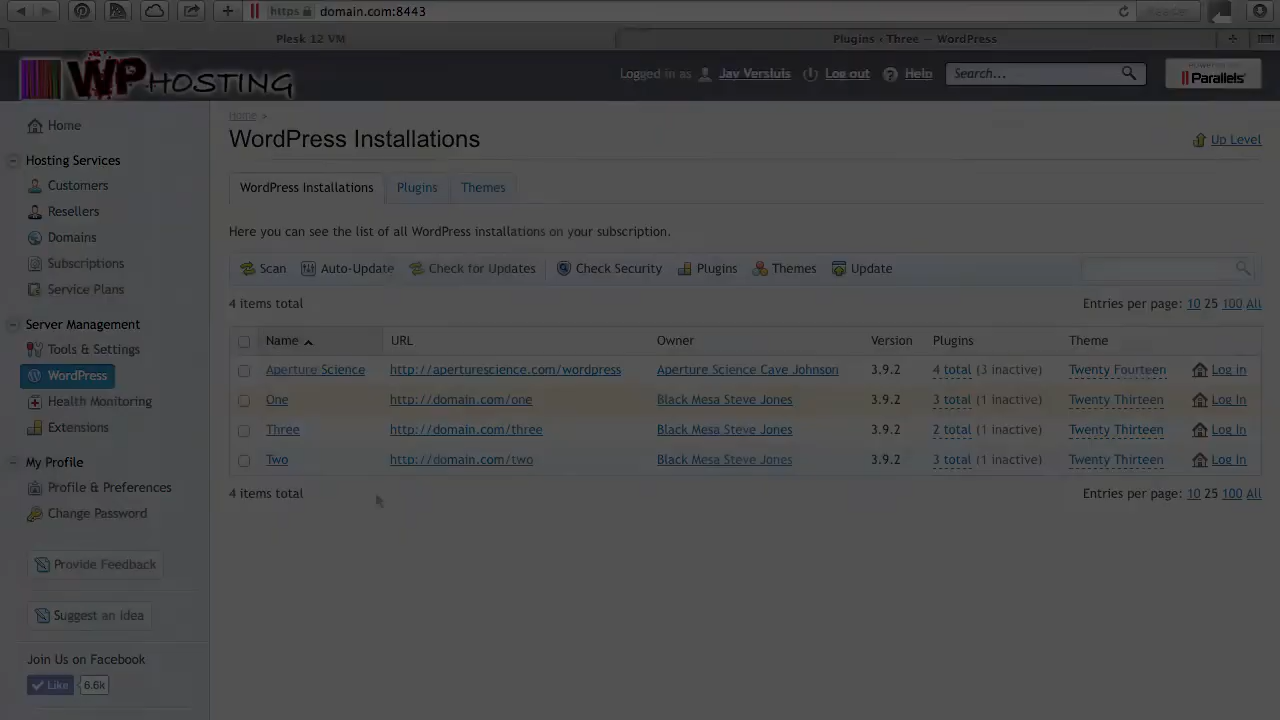 https domain.com:8443
Reader
Plesk 12 VM
Plugins ‹ Three — WordPress
WP HOSTING
Logged in as Jay Versluis Log out Help Search...
POWERED BY
Parallels
Home >
WordPress Installations
Up Level
WordPress Installations Plugins Themes
Here you can see the list of all WordPress installations on your subscription.
Scan Auto-Update Check for Updates Check Security Plugins Themes Update
4 items total
Entries per page: 10 25 100 All
Name URL Owner Version Plugins Theme
Aperture Science http://aperturescience.com/wordpress Aperture Science Cave Johnson 3.9.2 4 total (3 inactive) Twenty Fourteen Log in
One http://domain.com/one Black Mesa Steve Jones 3.9.2 3 total (1 inactive) Twenty Thirteen Log In
Three http://domain.com/three Black Mesa Steve Jones 3.9.2 2 total (1 inactive) Twenty Thirteen Log In
Two http://domain.com/two Black Mesa Steve Jones 3.9.2 3 total (1 inactive) Twenty Thirteen Log In
4 items total
Entries per page: 10 25 100 All
Home
Hosting Services
Customers
Resellers
Domains
Subscriptions
Service Plans
Server Management
Tools & Settings
WordPress
Health Monitoring
Extensions
My Profile
Profile & Preferences
Change Password
Provide Feedback
Suggest an Idea
Join Us on Facebook
Like 6.6k